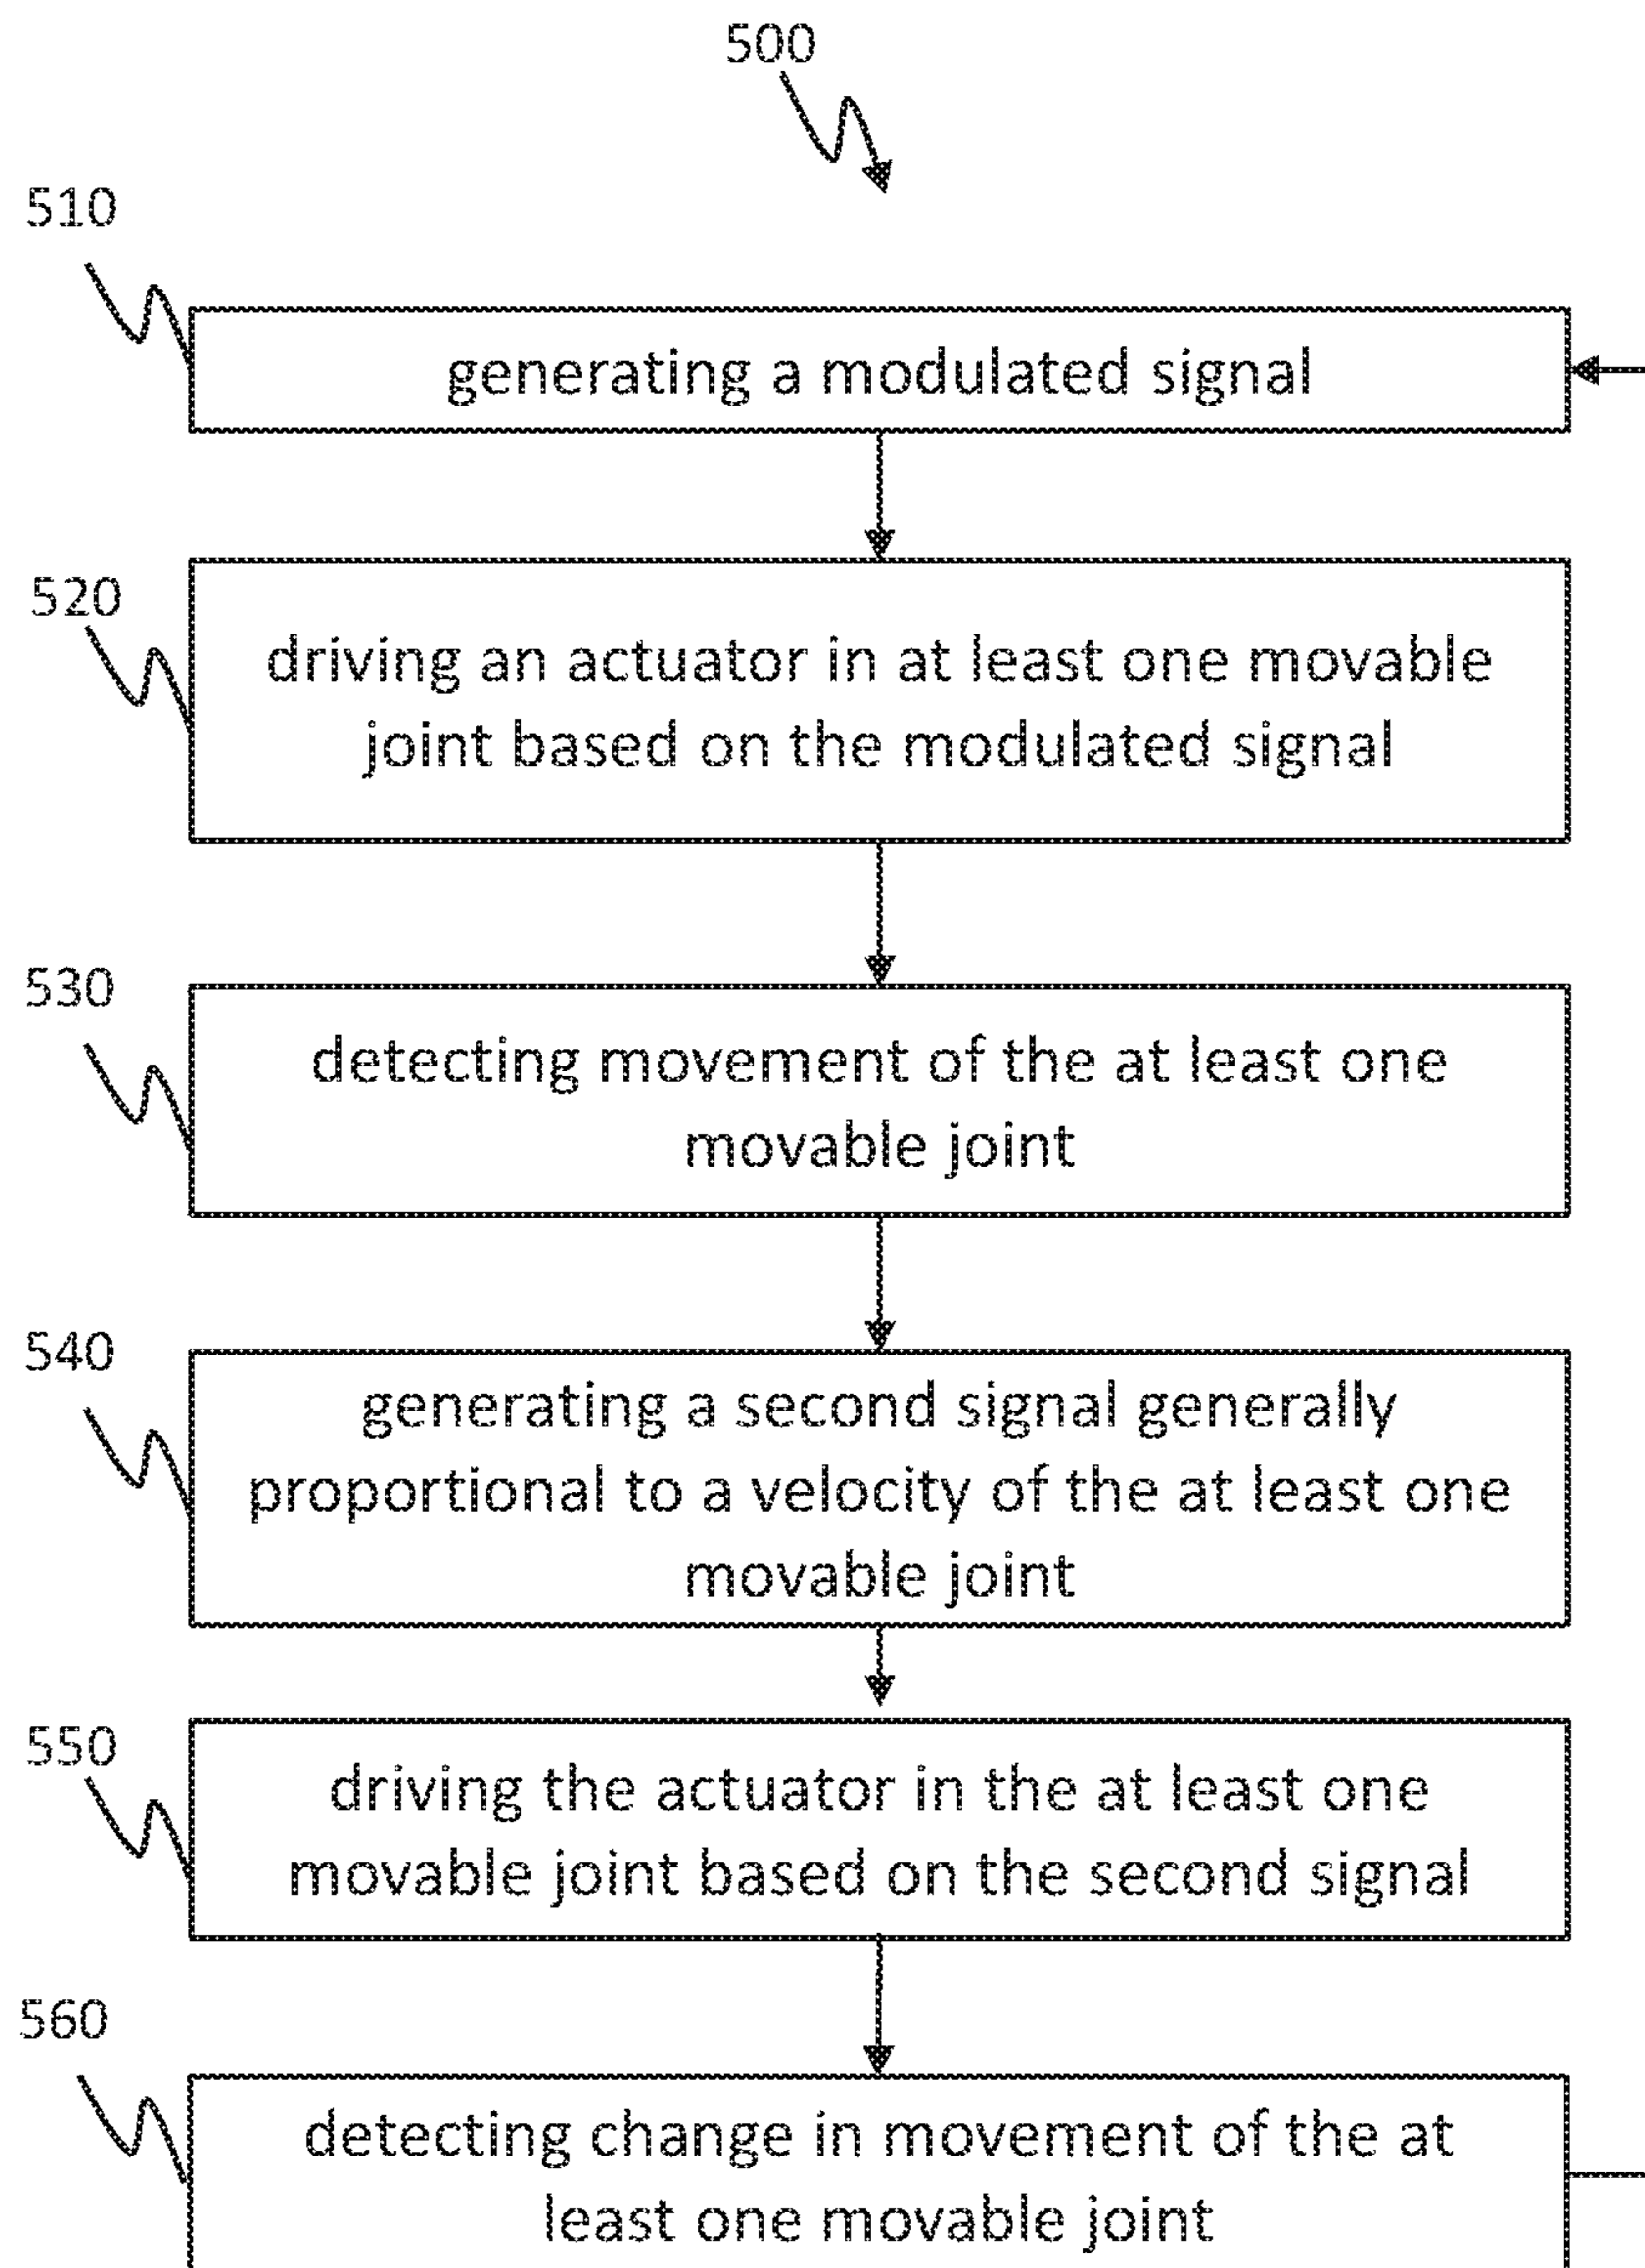 500
510
generating a modulated signal
520
driving an actuator in at least one movable
joint based on the modulated signal
530
detecting movement of the at least one
movable joint
540
generating a second signal generally
proportional to a velocity of the at least one
movable joint
550
driving the actuator in the at least one
movable joint based on the second signal
560
detecting change in movement of the at
least one movable joint